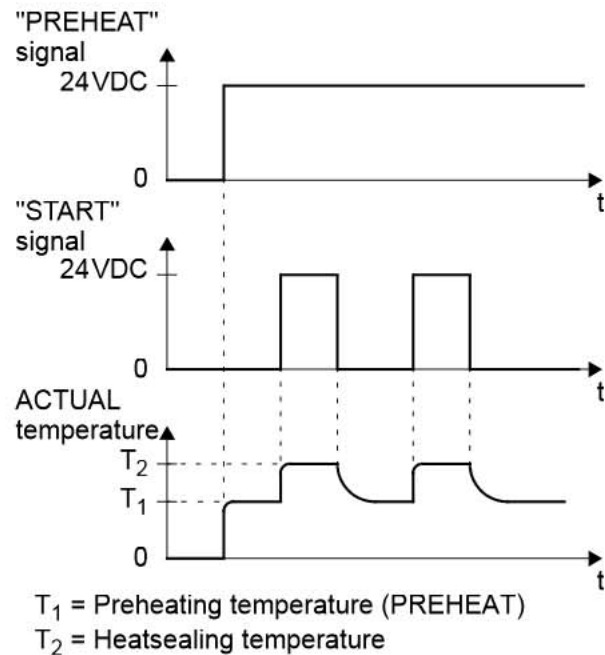 "PREHEAT"
signal
24VDC
0
t
"START"
signal
24VDC
0
t
ACTUAL
temperature
T₂
T₁
0
t
T₁ = Preheating temperature (PREHEAT)
T₂ = Heatsealing temperature